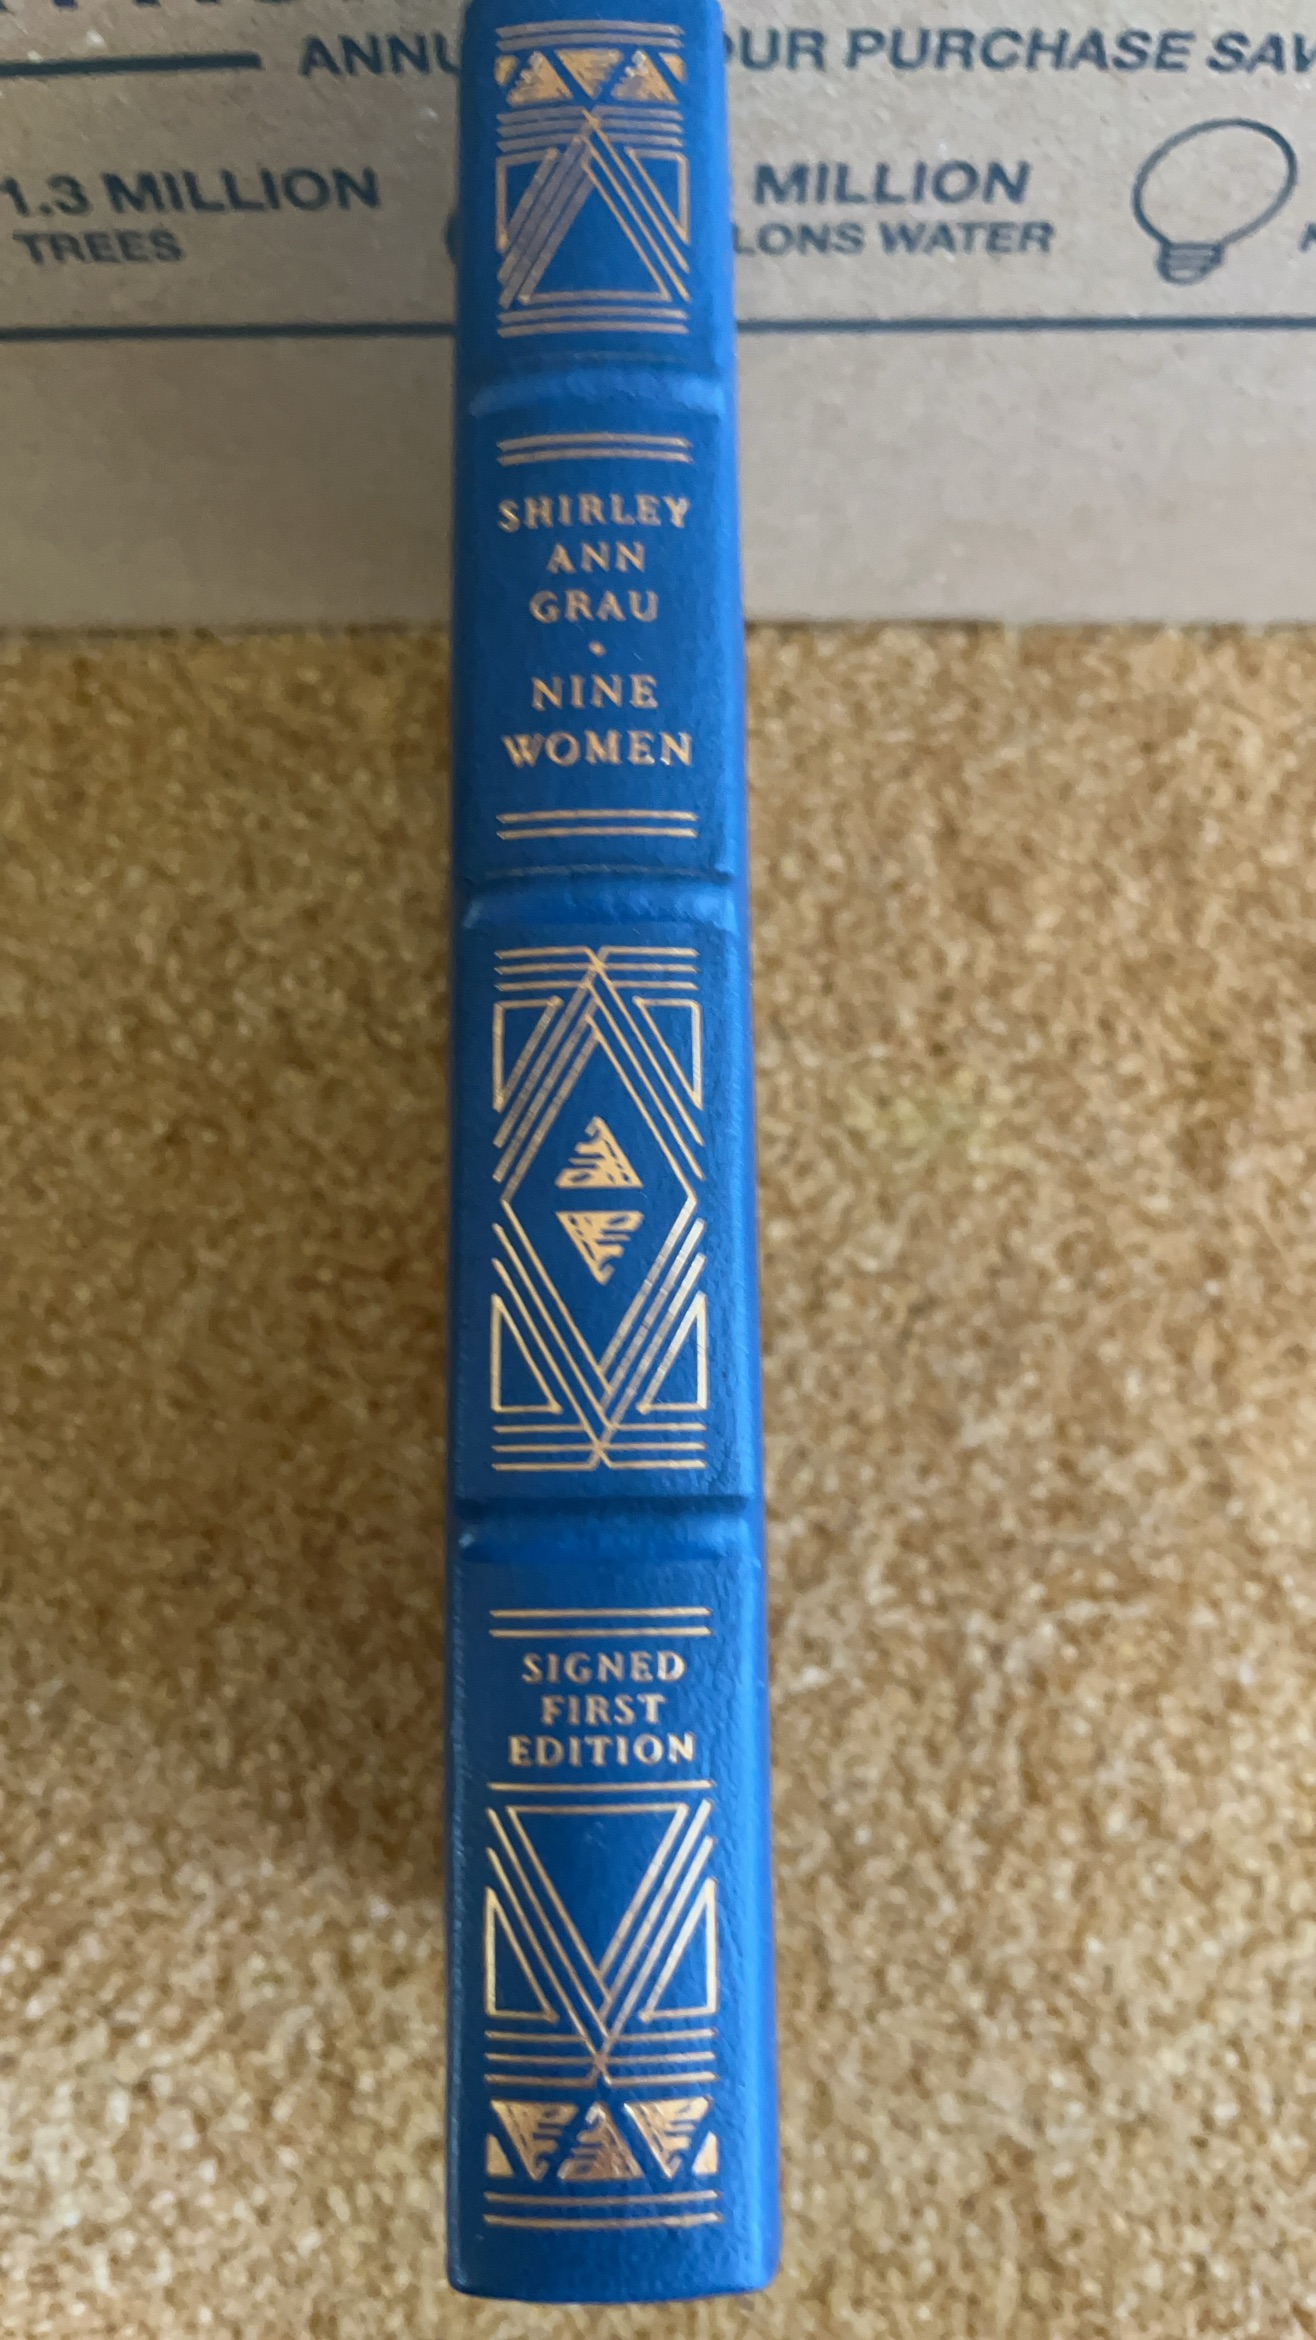 ANNU
OUR PURCHASE SAV
1.3 MILLION
TREES
MILLION
LONS WATER
SHIRLEY
ANN
GRAU
•
NINE
WOMEN
SIGNED
FIRST
EDITION